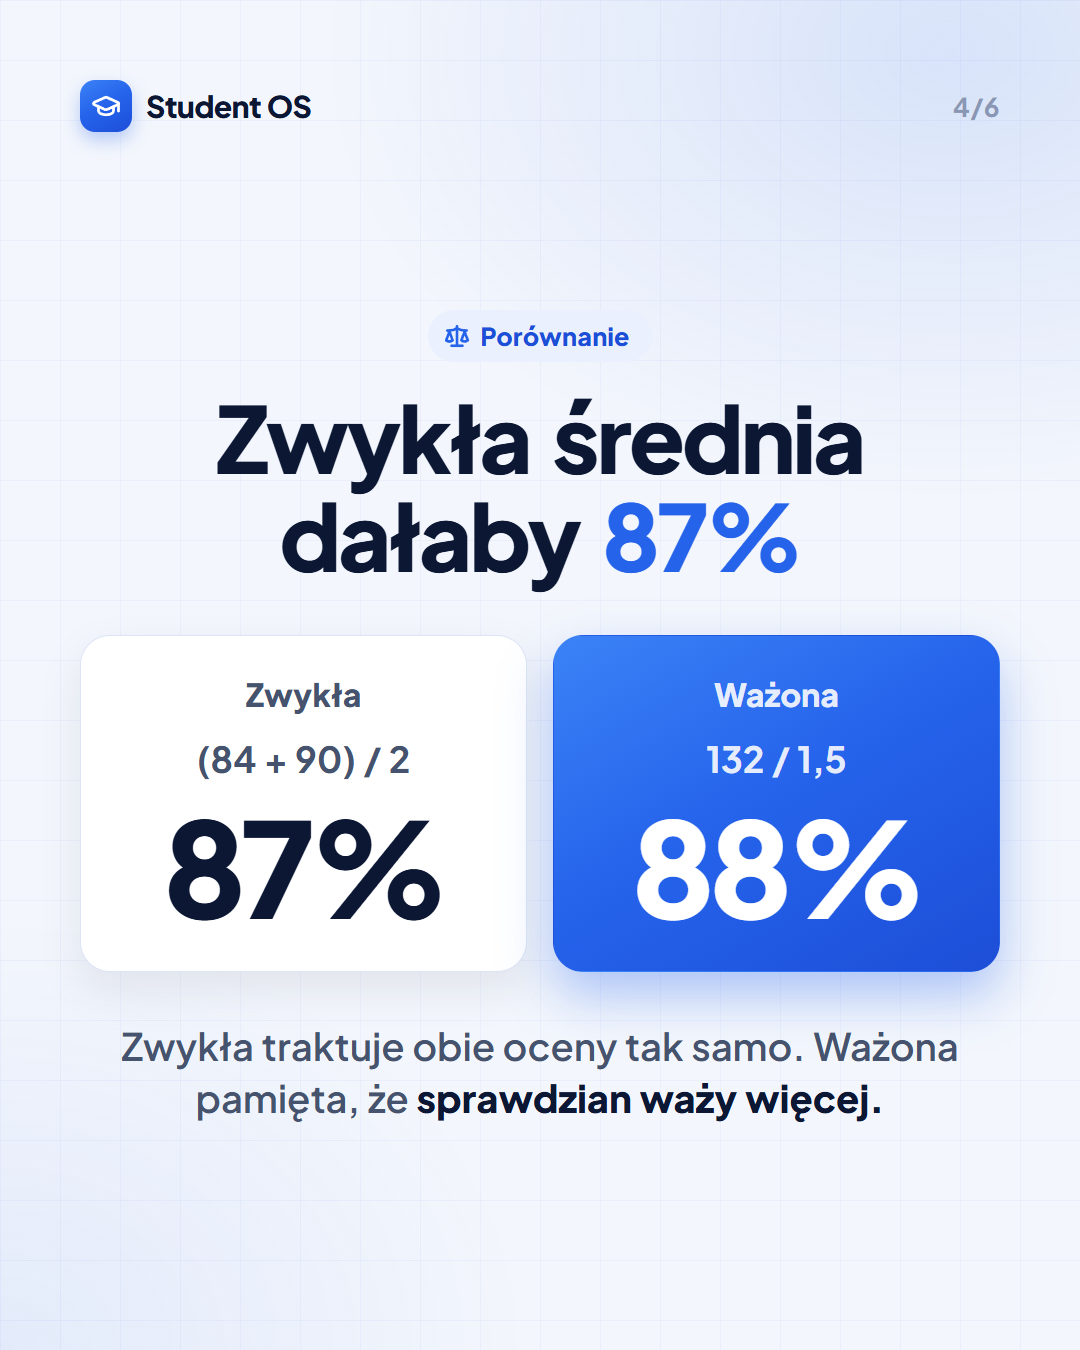 Student OS
4/6
Porównanie
Zwykła średnia
dałaby 87%
Zwykła
(84 + 90) / 2
87%
Ważona
132 / 1,5
88%
Zwykła traktuje obie oceny tak samo. Ważona
pamięta, że sprawdzian waży więcej.